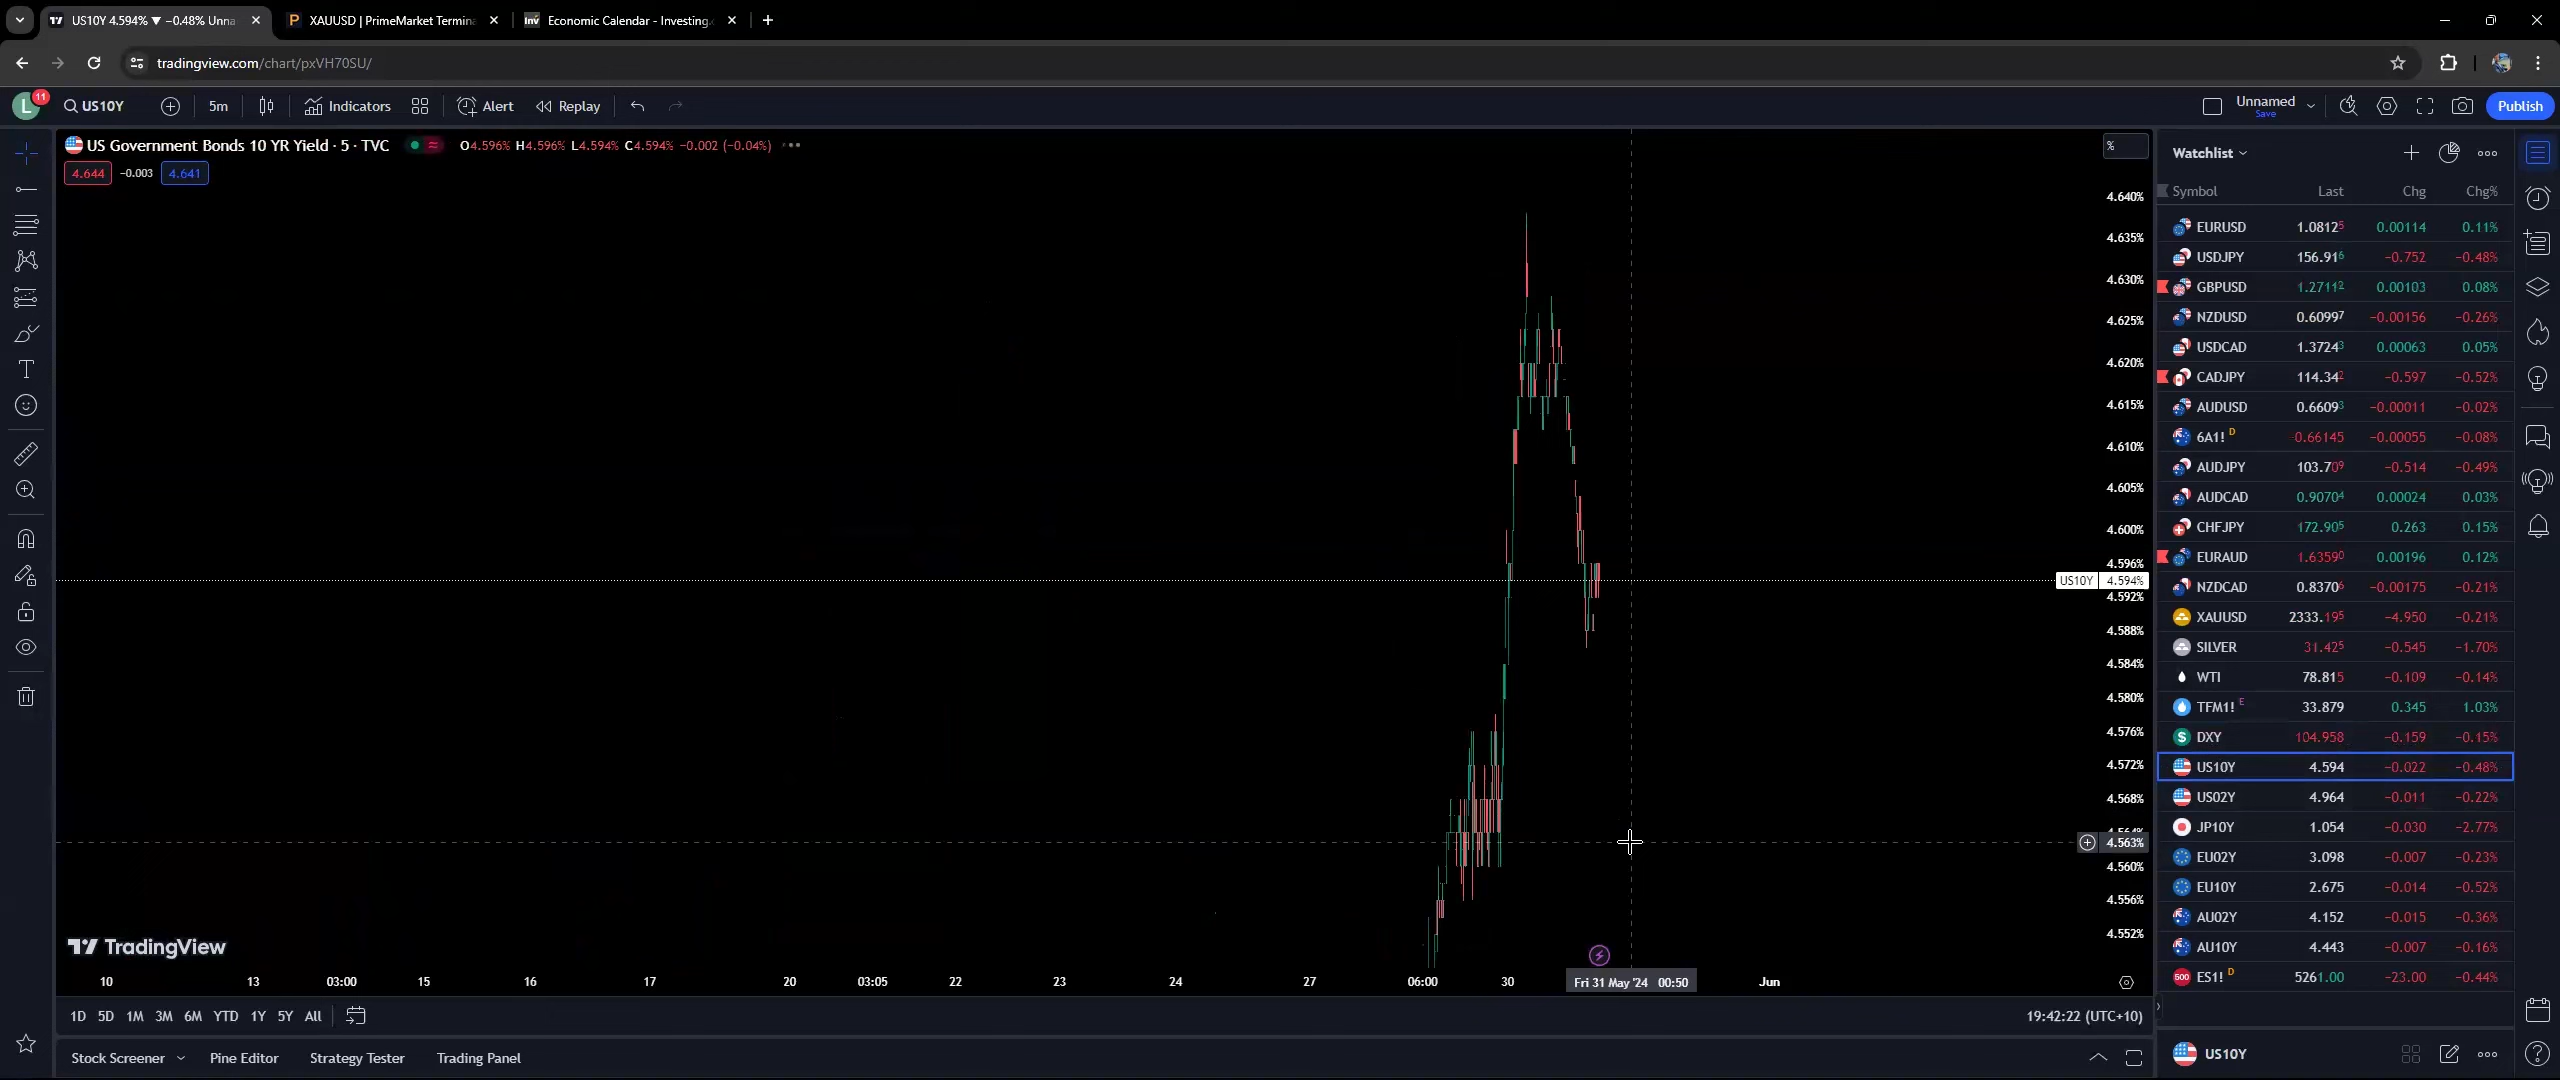 US10Y 4.594% ▼ −0.48% Unna
XAUUSD | PrimeMarket Termin
Economic Calendar - Investing.
tradingview.com/chart/pxVH70SU/
L 11 US10Y 5m Indicators Alert Replay Unnamed Save Publish
US Government Bonds 10 YR Yield · 5 · TVC O4.596% H4.596% L4.594% C4.594% −0.002 (−0.04%)
4.644 −0.003 4.641
%
4.640%
4.635%
4.630%
4.625%
4.620%
4.615%
4.610%
4.605%
4.600%
4.596%
US10Y 4.594%
4.592%
4.588%
4.584%
4.580%
4.576%
4.572%
4.568%
4.563%
4.560%
4.556%
4.552%
TradingView
10 13 03:00 15 16 17 20 03:05 22 23 24 27 06:00 30 Fri 31 May '24 00:50 Jun
1D 5D 1M 3M 6M YTD 1Y 5Y All 19:42:22 (UTC+10)
Stock Screener Pine Editor Strategy Tester Trading Panel
Watchlist
Symbol Last Chg Chg%
EURUSD 1.08125 0.00114 0.11%
USDJPY 156.916 −0.752 −0.48%
GBPUSD 1.27112 0.00103 0.08%
NZDUSD 0.60997 −0.00156 −0.26%
USDCAD 1.37243 0.00063 0.05%
CADJPY 114.342 −0.597 −0.52%
AUDUSD 0.66093 −0.00011 −0.02%
6A1! D 0.66145 −0.00055 −0.08%
AUDJPY 103.709 −0.514 −0.49%
AUDCAD 0.90704 0.00024 0.03%
CHFJPY 172.905 0.263 0.15%
EURAUD 1.63590 0.00196 0.12%
NZDCAD 0.83706 −0.00175 −0.21%
XAUUSD 2333.195 −4.950 −0.21%
SILVER 31.425 −0.545 −1.70%
WTI 78.815 −0.109 −0.14%
TFM1! E 33.879 0.345 1.03%
DXY 104.958 −0.159 −0.15%
US10Y 4.594 −0.022 −0.48%
US02Y 4.964 −0.011 −0.22%
JP10Y 1.054 −0.030 −2.77%
EU02Y 3.098 −0.007 −0.23%
EU10Y 2.675 −0.014 −0.52%
AU02Y 4.152 −0.015 −0.36%
AU10Y 4.443 −0.007 −0.16%
500 ES1! D 5261.00 −23.00 −0.44%
US10Y